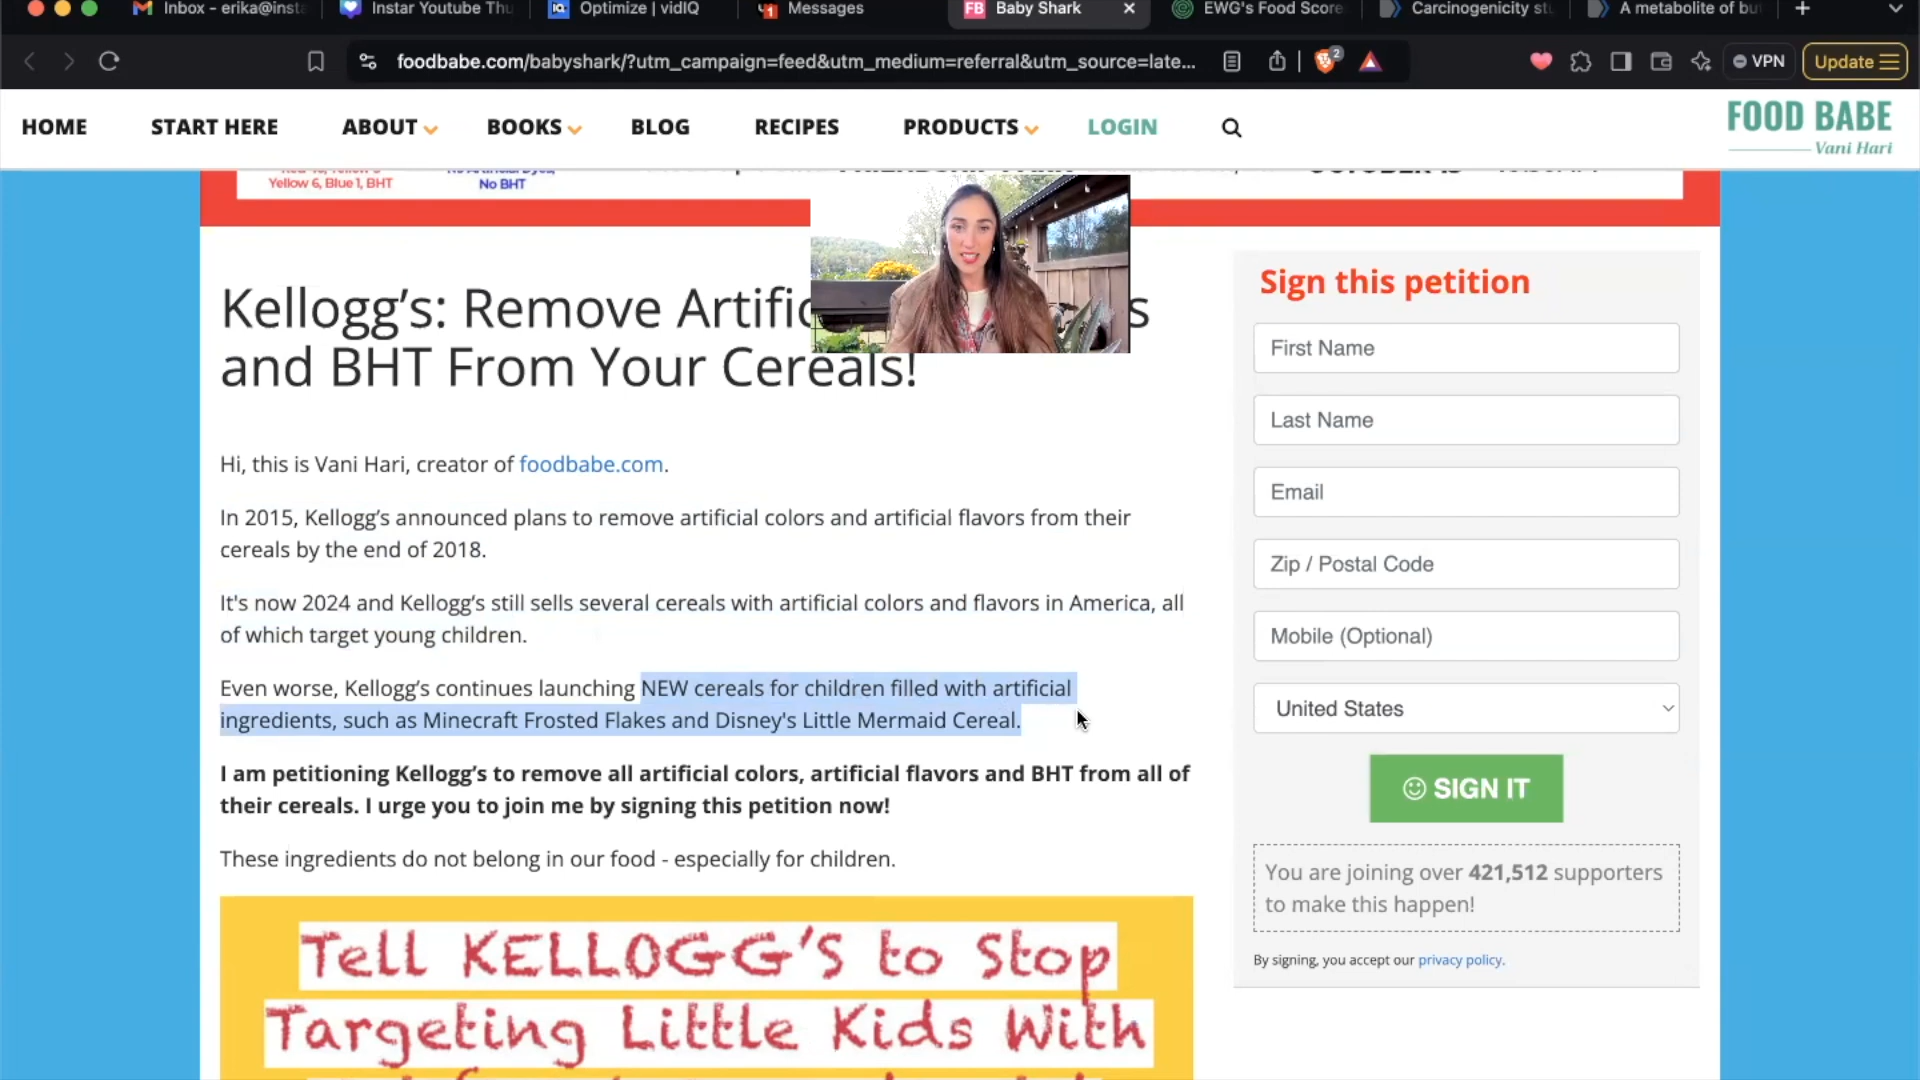 Inbox - erika@insta
Instar Youtube Thu
Optimize | vidIQ
Messages
FB Baby Shark
EWG's Food Score
Carcinogenicity stu
A metabolite of bu
foodbabe.com/babyshark/?utm_campaign=feed&utm_medium=referral&utm_source=late...
2
VPN
Update
HOME
START HERE
ABOUT
BOOKS
BLOG
RECIPES
PRODUCTS
LOGIN
FOOD BABE
Vani Hari
Yellow 6, Blue 1, BHT
No BHT
Kellogg's: Remove Artific s
and BHT From Your Cereals!
Hi, this is Vani Hari, creator of foodbabe.com.
In 2015, Kellogg's announced plans to remove artificial colors and artificial flavors from their
cereals by the end of 2018.
It's now 2024 and Kellogg's still sells several cereals with artificial colors and flavors in America, all
of which target young children.
Even worse, Kellogg's continues launching NEW cereals for children filled with artificial
ingredients, such as Minecraft Frosted Flakes and Disney's Little Mermaid Cereal.
I am petitioning Kellogg's to remove all artificial colors, artificial flavors and BHT from all of
their cereals. I urge you to join me by signing this petition now!
These ingredients do not belong in our food - especially for children.
Tell KELLOGG'S to Stop
Targeting Little Kids With
Sign this petition
First Name
Last Name
Email
Zip / Postal Code
Mobile (Optional)
United States
SIGN IT
You are joining over 421,512 supporters
to make this happen!
By signing, you accept our privacy policy.